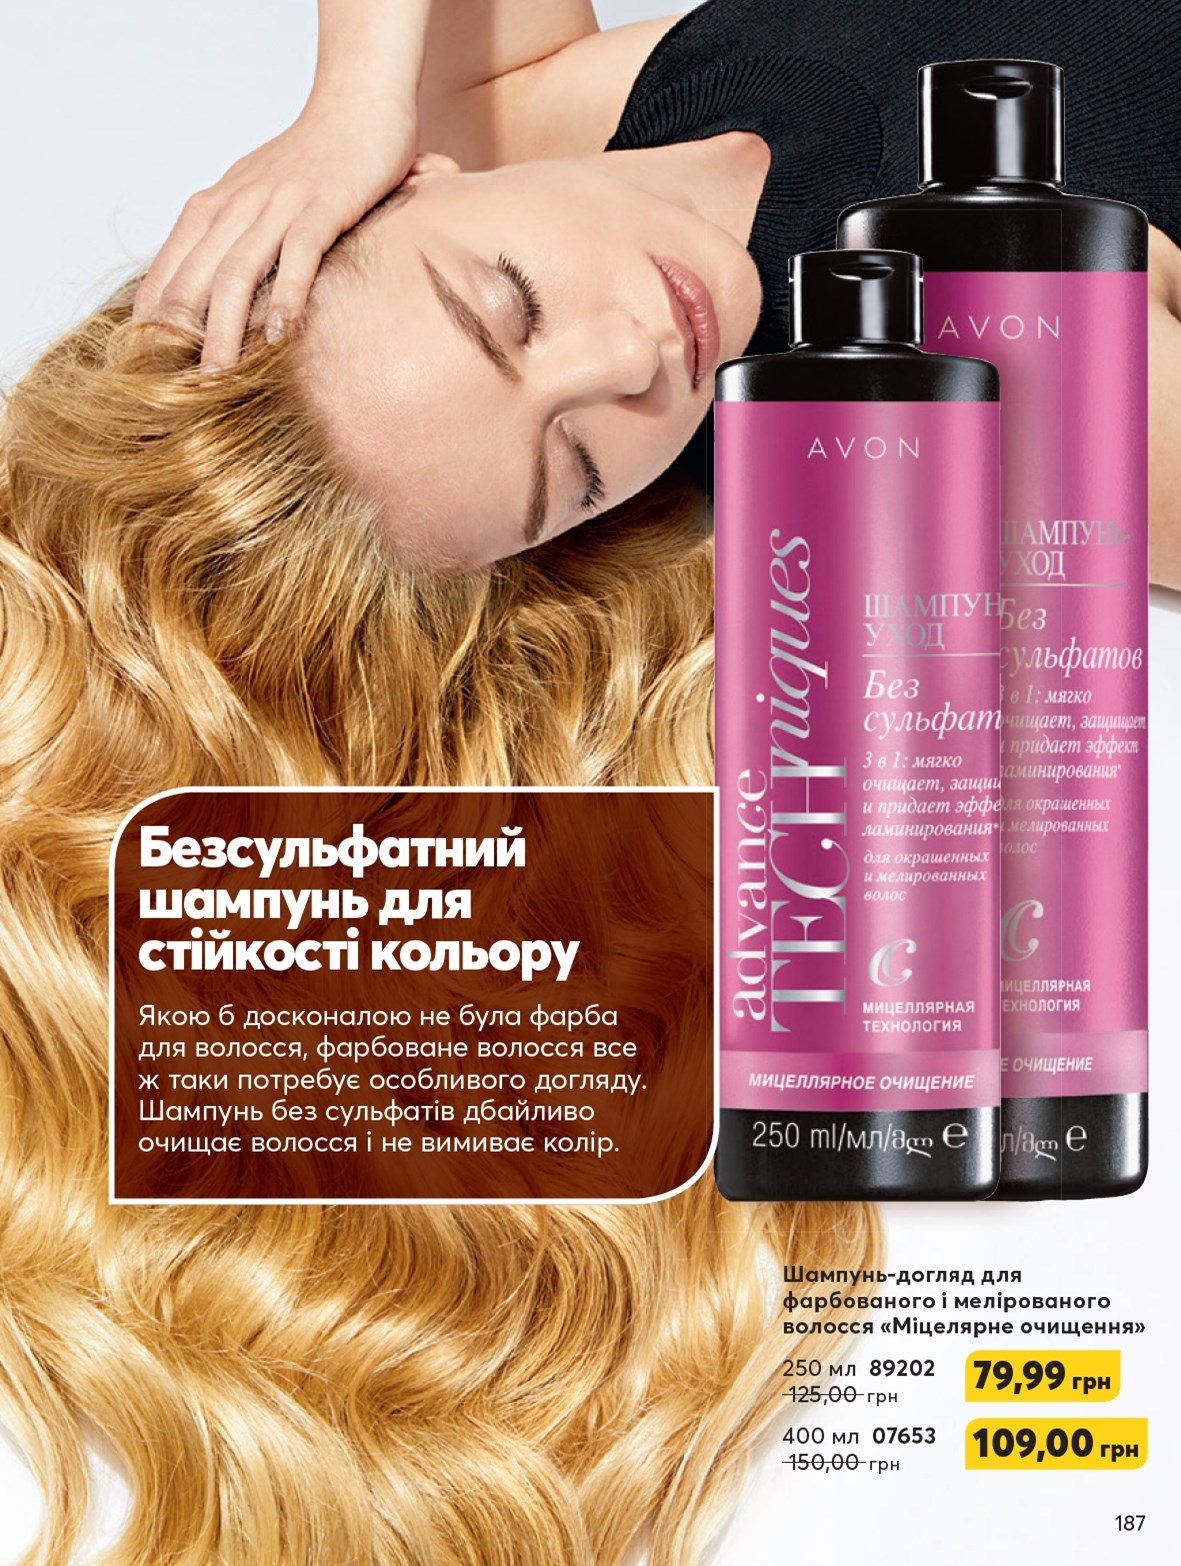 AVON
ШАМПУНЬ-
УХОД
Без
сульфатов
3 в 1: мягко
очищает, защищает
и придает эффект
ламинирования*
для окрашенных
и мелированных
волос
МИЦЕЛЛЯРНАЯ
ТЕХНОЛОГИЯ
Е ОЧИЩЕНИЕ
л/მლ e
AVON
advance
TECHniques
ШАМПУН
УХОД
Без
сульфат
3 в 1: мягко
очищает, защи
и придает эффе
ламинирования*
для окрашенных
и мелированных
волос
МИЦЕЛЛЯРНАЯ
ТЕХНОЛОГИЯ
МИЦЕЛЛЯРНОЕ ОЧИЩЕНИЕ
250 ml/мл/მლ e
Безсульфатний
шампунь для
стійкості кольору
Якою б досконалою не була фарба
для волосся, фарбоване волосся все
ж таки потребує особливого догляду.
Шампунь без сульфатів дбайливо
очищає волосся і не вимиває колір.
Шампунь-догляд для
фарбованого і мелірованого
волосся «Міцелярне очищення»
250 мл 89202
125,00 грн
79,99 грн
400 мл 07653
150,00 грн
109,00 грн
187